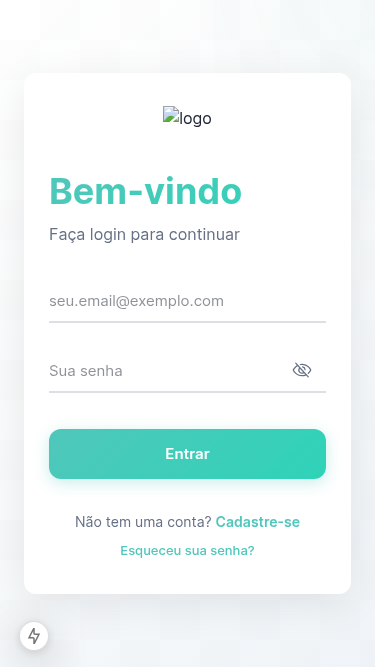 logo
Bem-vindo
Faça login para continuar
seu.email@exemplo.com
Sua senha
Entrar
Não tem uma conta? Cadastre-se
Esqueceu sua senha?